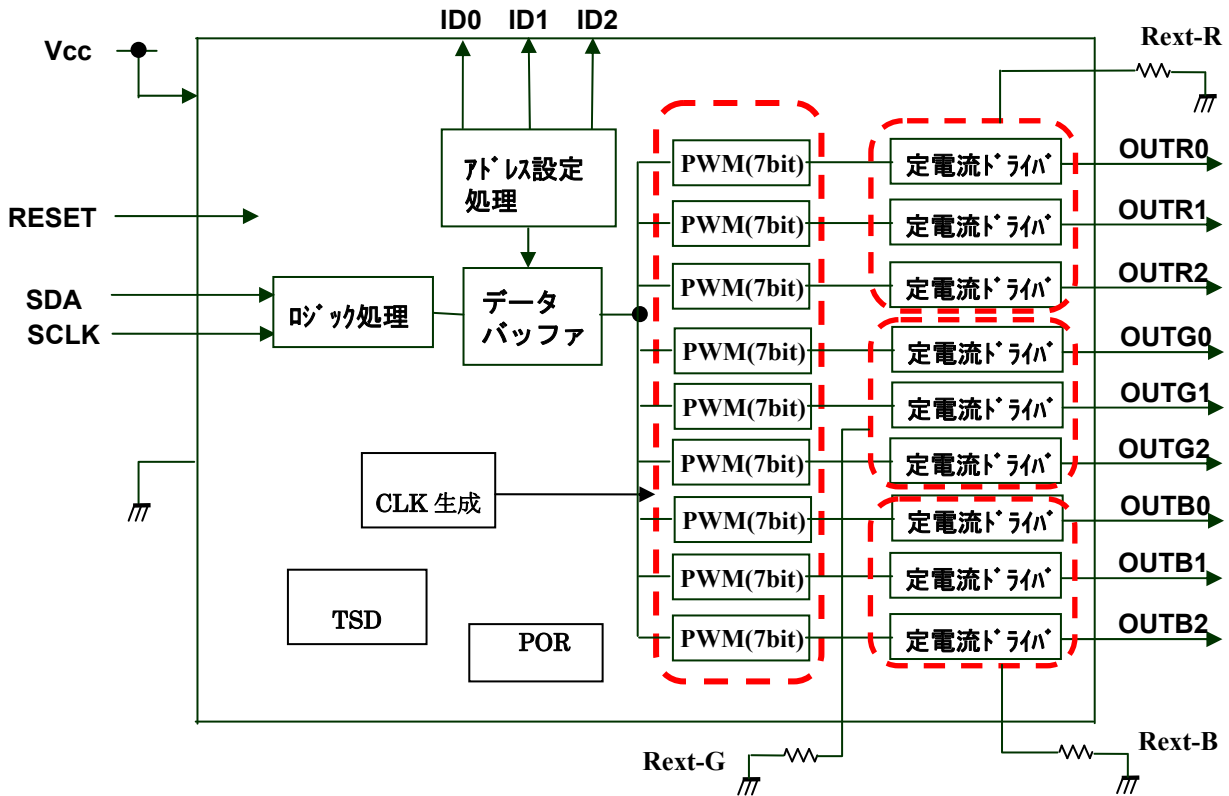 ID0 ID1 ID2
Vcc
Rext-R
ｱﾄﾞﾚｽ設定
処理
RESET
SDA
SCLK
ﾛｼﾞｯｸ処理
データ
バッファ
CLK 生成
TSD
POR
PWM(7bit) 定電流ﾄﾞﾗｲﾊﾞ OUTR0
PWM(7bit) 定電流ﾄﾞﾗｲﾊﾞ OUTR1
PWM(7bit) 定電流ﾄﾞﾗｲﾊﾞ OUTR2
PWM(7bit) 定電流ﾄﾞﾗｲﾊﾞ OUTG0
PWM(7bit) 定電流ﾄﾞﾗｲﾊﾞ OUTG1
PWM(7bit) 定電流ﾄﾞﾗｲﾊﾞ OUTG2
PWM(7bit) 定電流ﾄﾞﾗｲﾊﾞ OUTB0
PWM(7bit) 定電流ﾄﾞﾗｲﾊﾞ OUTB1
PWM(7bit) 定電流ﾄﾞﾗｲﾊﾞ OUTB2
Rext-G
Rext-B